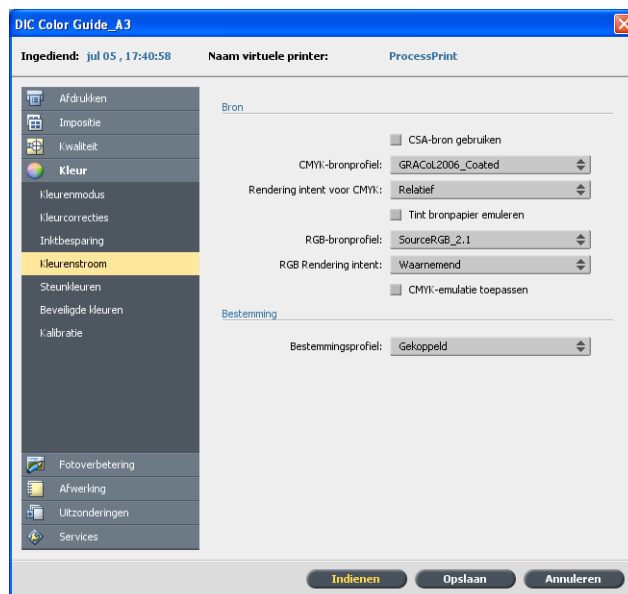 DIC Color Guide_A3
Ingediend: jul 05 , 17:40:58 Naam virtuele printer: ProcessPrint
Afdrukken
Impositie
Kwaliteit
Kleur
Kleurenmodus
Kleurcorrecties
Inktbesparing
Kleurenstroom
Steunkleuren
Beveiligde kleuren
Kalibratie
Fotoverbetering
Afwerking
Uitzonderingen
Services
Bron
CSA-bron gebruiken
CMYK-bronprofiel: GRACoL2006_Coated
Rendering intent voor CMYK: Relatief
Tint bronpapier emuleren
RGB-bronprofiel: SourceRGB_2.1
RGB Rendering intent: Waarnemend
CMYK-emulatie toepassen
Bestemming
Bestemmingsprofiel: Gekoppeld
Indienen Opslaan Annuleren